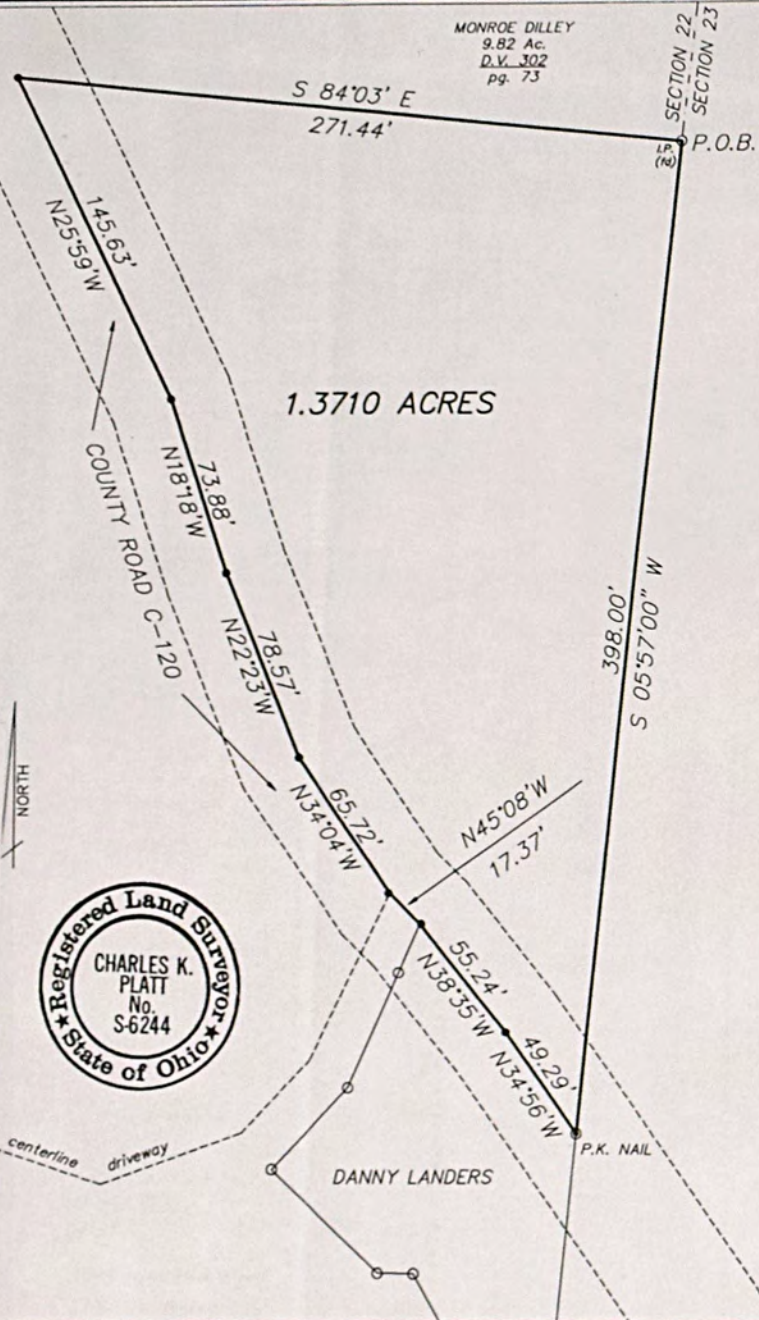 MONROE DILLEY
9.82 Ac.
D.V. 302
pg. 73
SECTION 22
SECTION 23
S 84°03' E
271.44'
I.P.
(fd)
P.O.B.
145.63'
N25°59'W
1.3710 ACRES
73.88'
N18°18'W
COUNTY ROAD C-120
78.57'
N22°23'W
398.00'
S 05°57'00" W
NORTH
65.72'
N34°04'W
N45°08'W
17.37'
Registered Land Surveyor
CHARLES K.
PLATT
No.
S-6244
★ State of Ohio ★
55.24'
N38°35'W
49.29'
N34°56'W
P.K. NAIL
centerline driveway
DANNY LANDERS